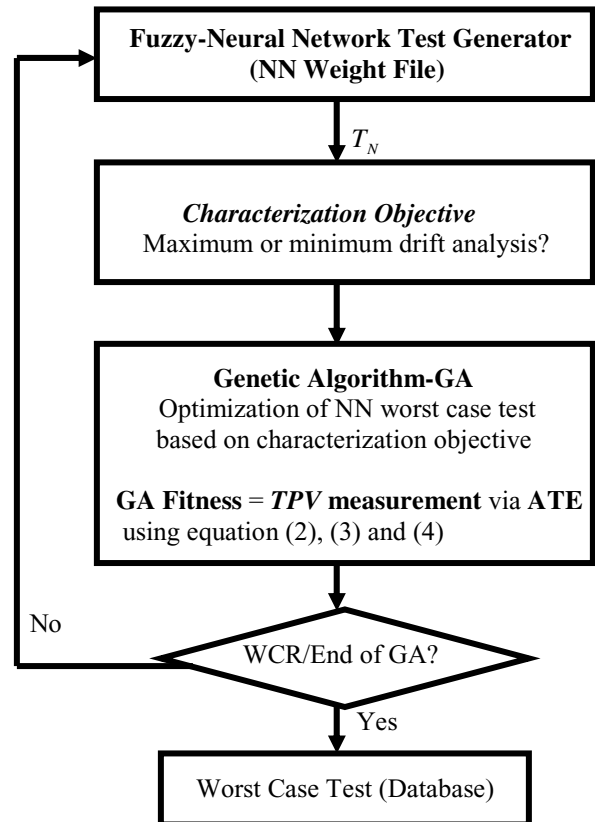 Fuzzy-Neural Network Test Generator
(NN Weight File)
T_N
Characterization Objective
Maximum or minimum drift analysis?
Genetic Algorithm-GA
Optimization of NN worst case test
based on characterization objective
GA Fitness = TPV measurement via ATE
using equation (2), (3) and (4)
No
WCR/End of GA?
Yes
Worst Case Test (Database)